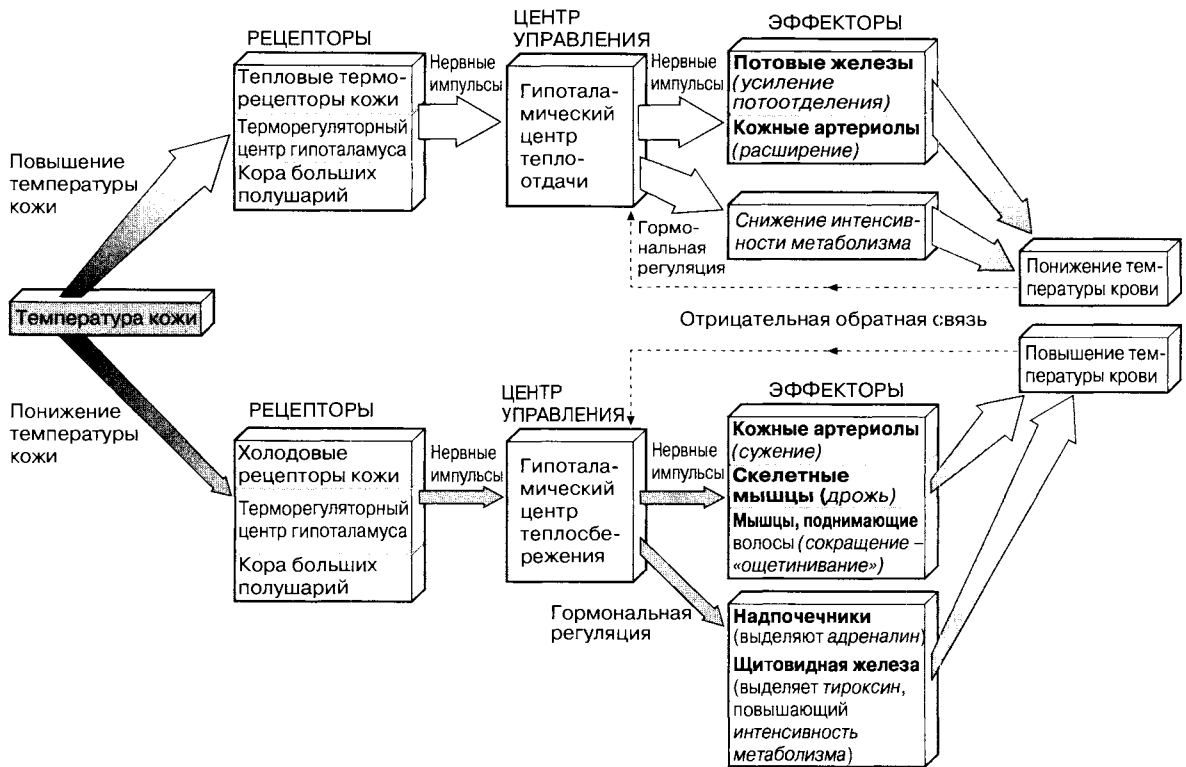 ЦЕНТР
УПРАВЛЕНИЯ
ЭФФЕКТОРЫ
РЕЦЕПТОРЫ
Нервные
импульсы
Нервные
импульсы
Тепловые термо-
рецепторы кожи
Терморегуляторный
центр гипоталамуса
Кора больших
полушарий
Гипотала-
мический
центр
тепло-
отдачи
Потовые железы
(усиление
потоотделения)
Кожные артериолы
(расширение)
Повышение
температуры
кожи
Снижение интенсив-
ности метаболизма
Гормо-
нальная
регуляция
Понижение тем-
пературы крови
Температура кожи
Отрицательная обратная связь
Повышение тем-
пературы крови
Понижение
температуры
кожи
РЕЦЕПТОРЫ
ЦЕНТР
УПРАВЛЕНИЯ
ЭФФЕКТОРЫ
Холодовые
рецепторы кожи
Терморегуляторный
центр гипоталамуса
Кора больших
полушарий
Нервные
импульсы
Гипотала-
мический
центр
теплосбе-
режения
Нервные
импульсы
Кожные артериолы
(сужение)
Скелетные
мышцы (дрожь)
Мышцы, поднимающие
волосы (сокращение –
«ощетинивание»)
Гормональная
регуляция
Надпочечники
(выделяют адреналин)
Щитовидная железа
(выделяет тироксин,
повышающий
интенсивность
метаболизма)